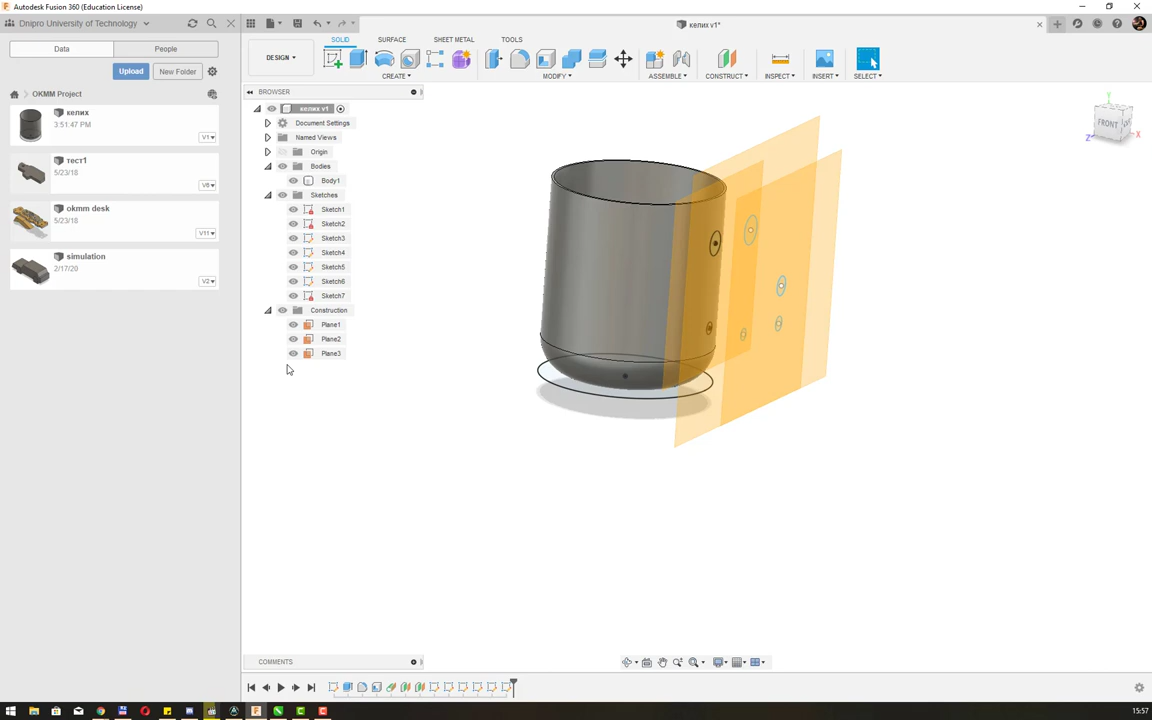 Autodesk Fusion 360 (Education License)
Dnipro University of Technology
келих v1*
Data
People
Upload
New Folder
OKMM Project
келих
3:51:47 PM
V1
тест1
5/23/18
V6
okmm desk
5/23/18
V11
simulation
2/17/20
V2
DESIGN
SOLID
SURFACE
SHEET METAL
TOOLS
CREATE
MODIFY
ASSEMBLE
CONSTRUCT
INSPECT
INSERT
SELECT
BROWSER
келих v1
Document Settings
Named Views
Origin
Bodies
Body1
Sketches
Sketch1
Sketch2
Sketch3
Sketch4
Sketch5
Sketch6
Sketch7
Construction
Plane1
Plane2
Plane3
Y
FRONT
Z
X
COMMENTS
15:57